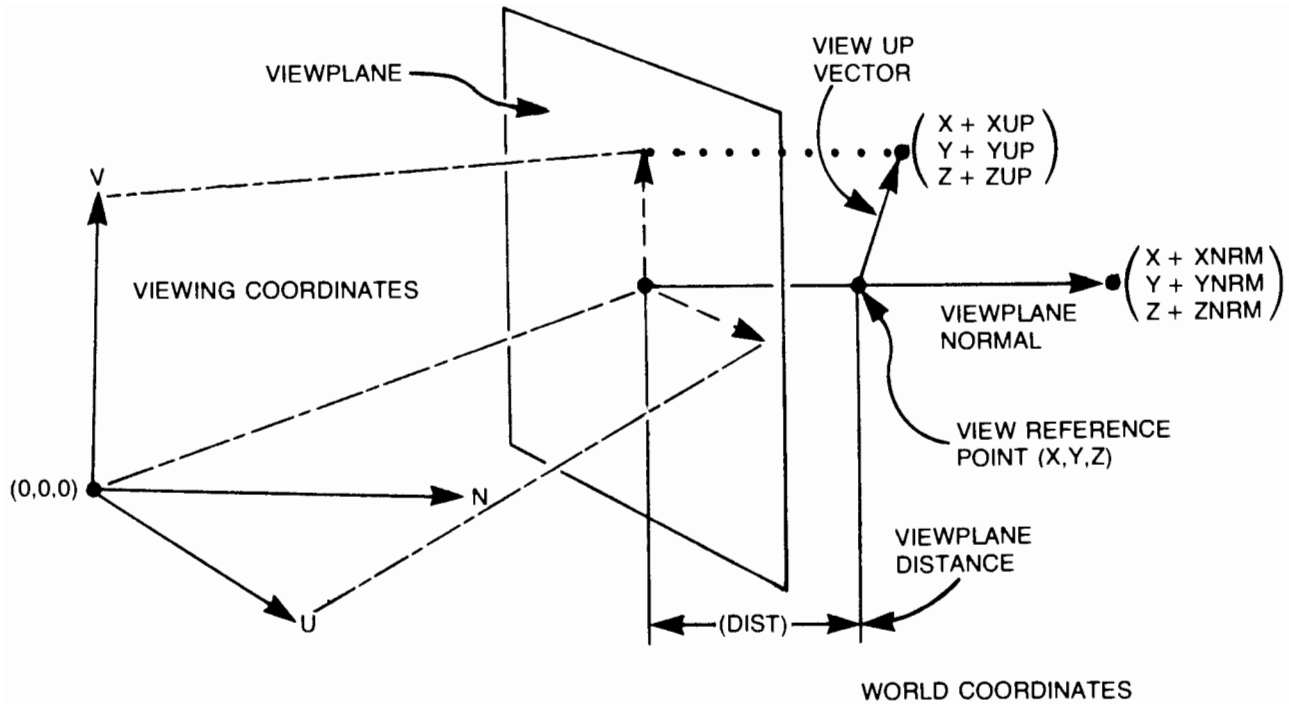 VIEW UP
VECTOR
VIEWPLANE
X + XUP
Y + YUP
Z + ZUP
V
X + XNRM
Y + YNRM
Z + ZNRM
VIEWING COORDINATES
VIEWPLANE
NORMAL
VIEW REFERENCE
POINT (X,Y,Z)
(0,0,0)
N
VIEWPLANE
DISTANCE
U
(DIST)
WORLD COORDINATES